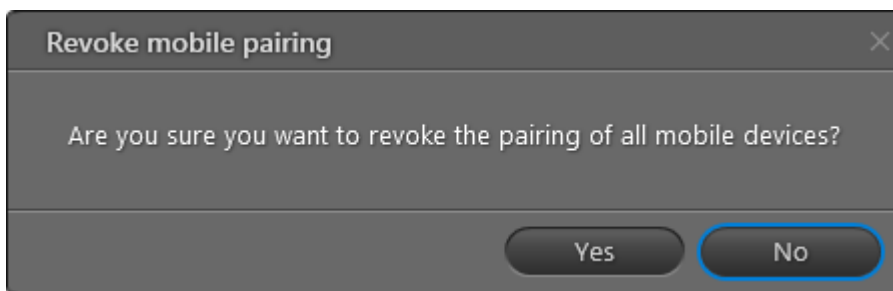 Revoke mobile pairing
Are you sure you want to revoke the pairing of all mobile devices?
Yes No